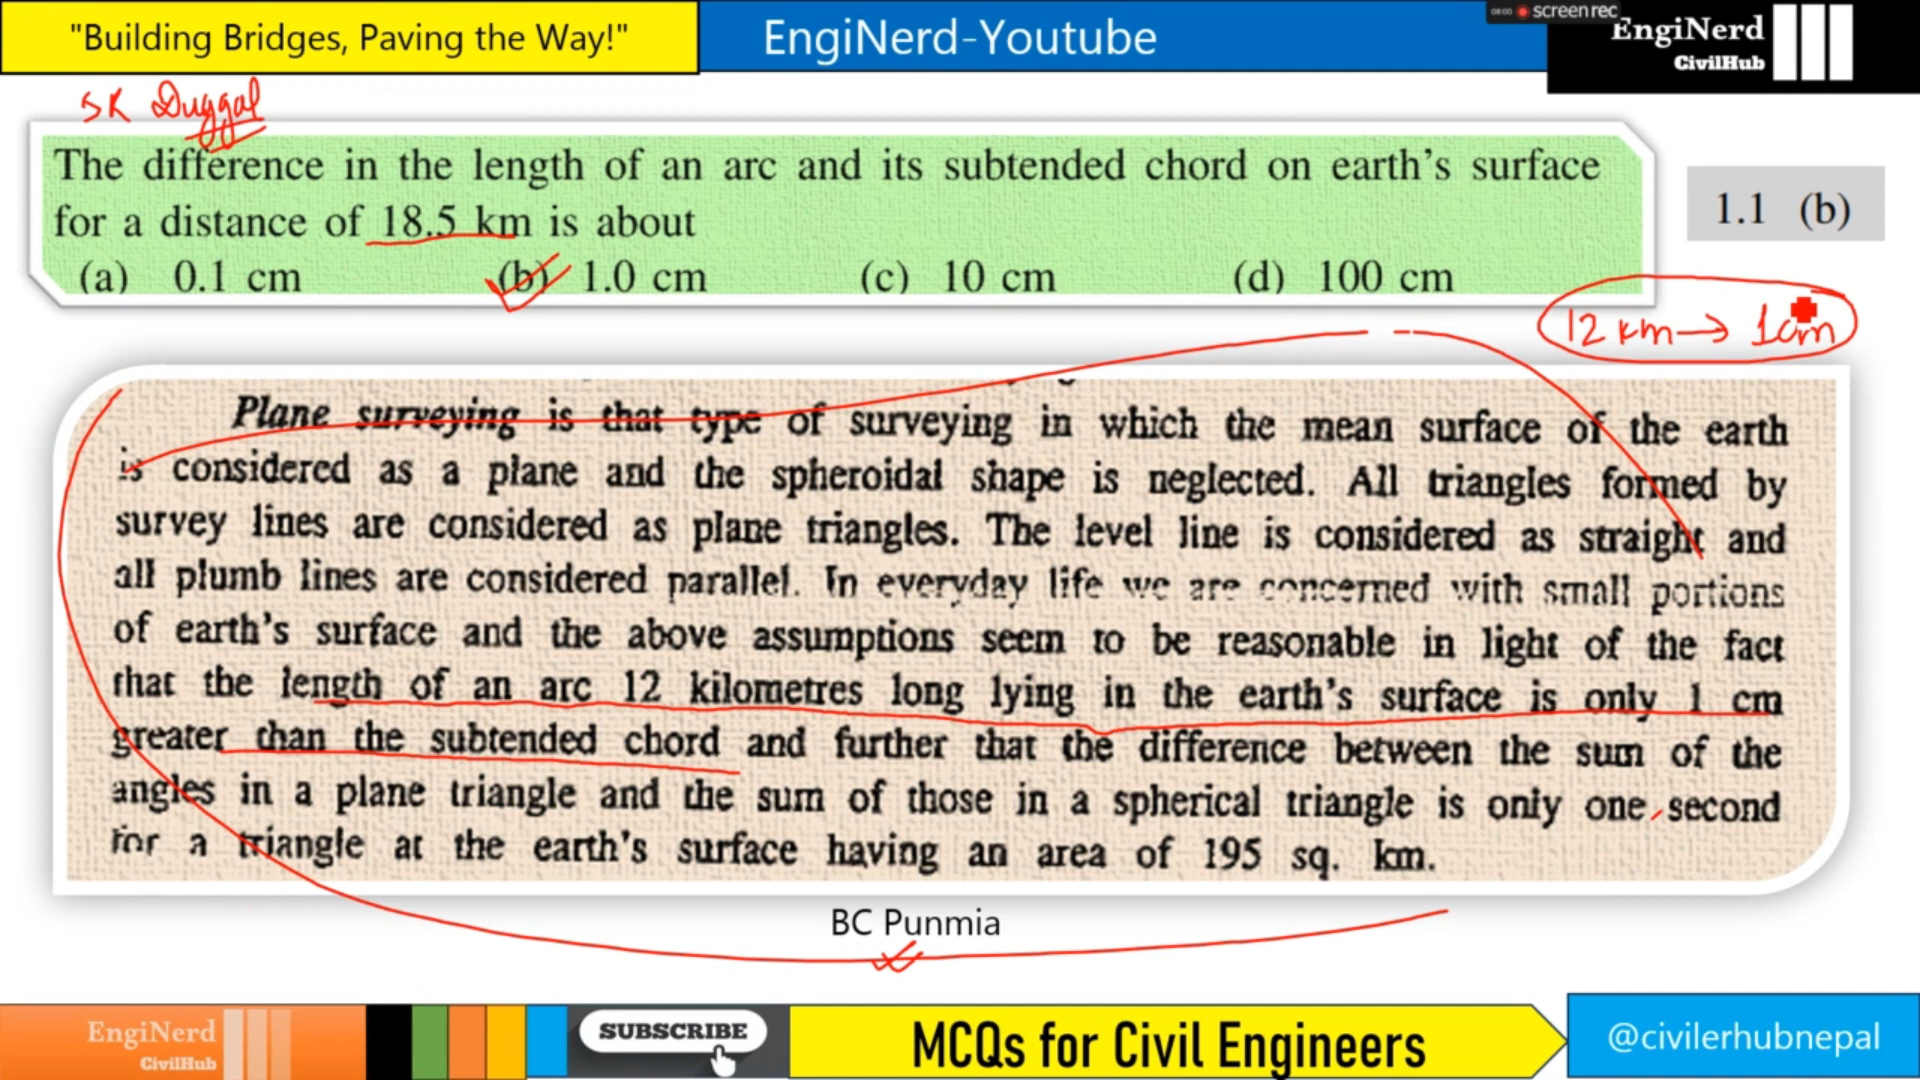 "Building Bridges, Paving the Way!"
EngiNerd-Youtube
08:00 screen rec
EngiNerd
CivilHub
SK Duggal
The difference in the length of an arc and its subtended chord on earth's surface
for a distance of 18.5 km is about
(a) 0.1 cm (b) 1.0 cm (c) 10 cm (d) 100 cm
1.1 (b)
12 km → 1cm
Plane surveying is that type of surveying in which the mean surface of the earth
is considered as a plane and the spheroidal shape is neglected. All triangles formed by
survey lines are considered as plane triangles. The level line is considered as straight and
all plumb lines are considered parallel. In everyday life we are concerned with small portions
of earth's surface and the above assumptions seem to be reasonable in light of the fact
that the length of an arc 12 kilometres long lying in the earth's surface is only 1 cm
greater than the subtended chord and further that the difference between the sum of the
angles in a plane triangle and the sum of those in a spherical triangle is only one second
for a triangle at the earth's surface having an area of 195 sq. km.
BC Punmia
EngiNerd
CivilHub
SUBSCRIBE
MCQs for Civil Engineers
@civilerhubnepal